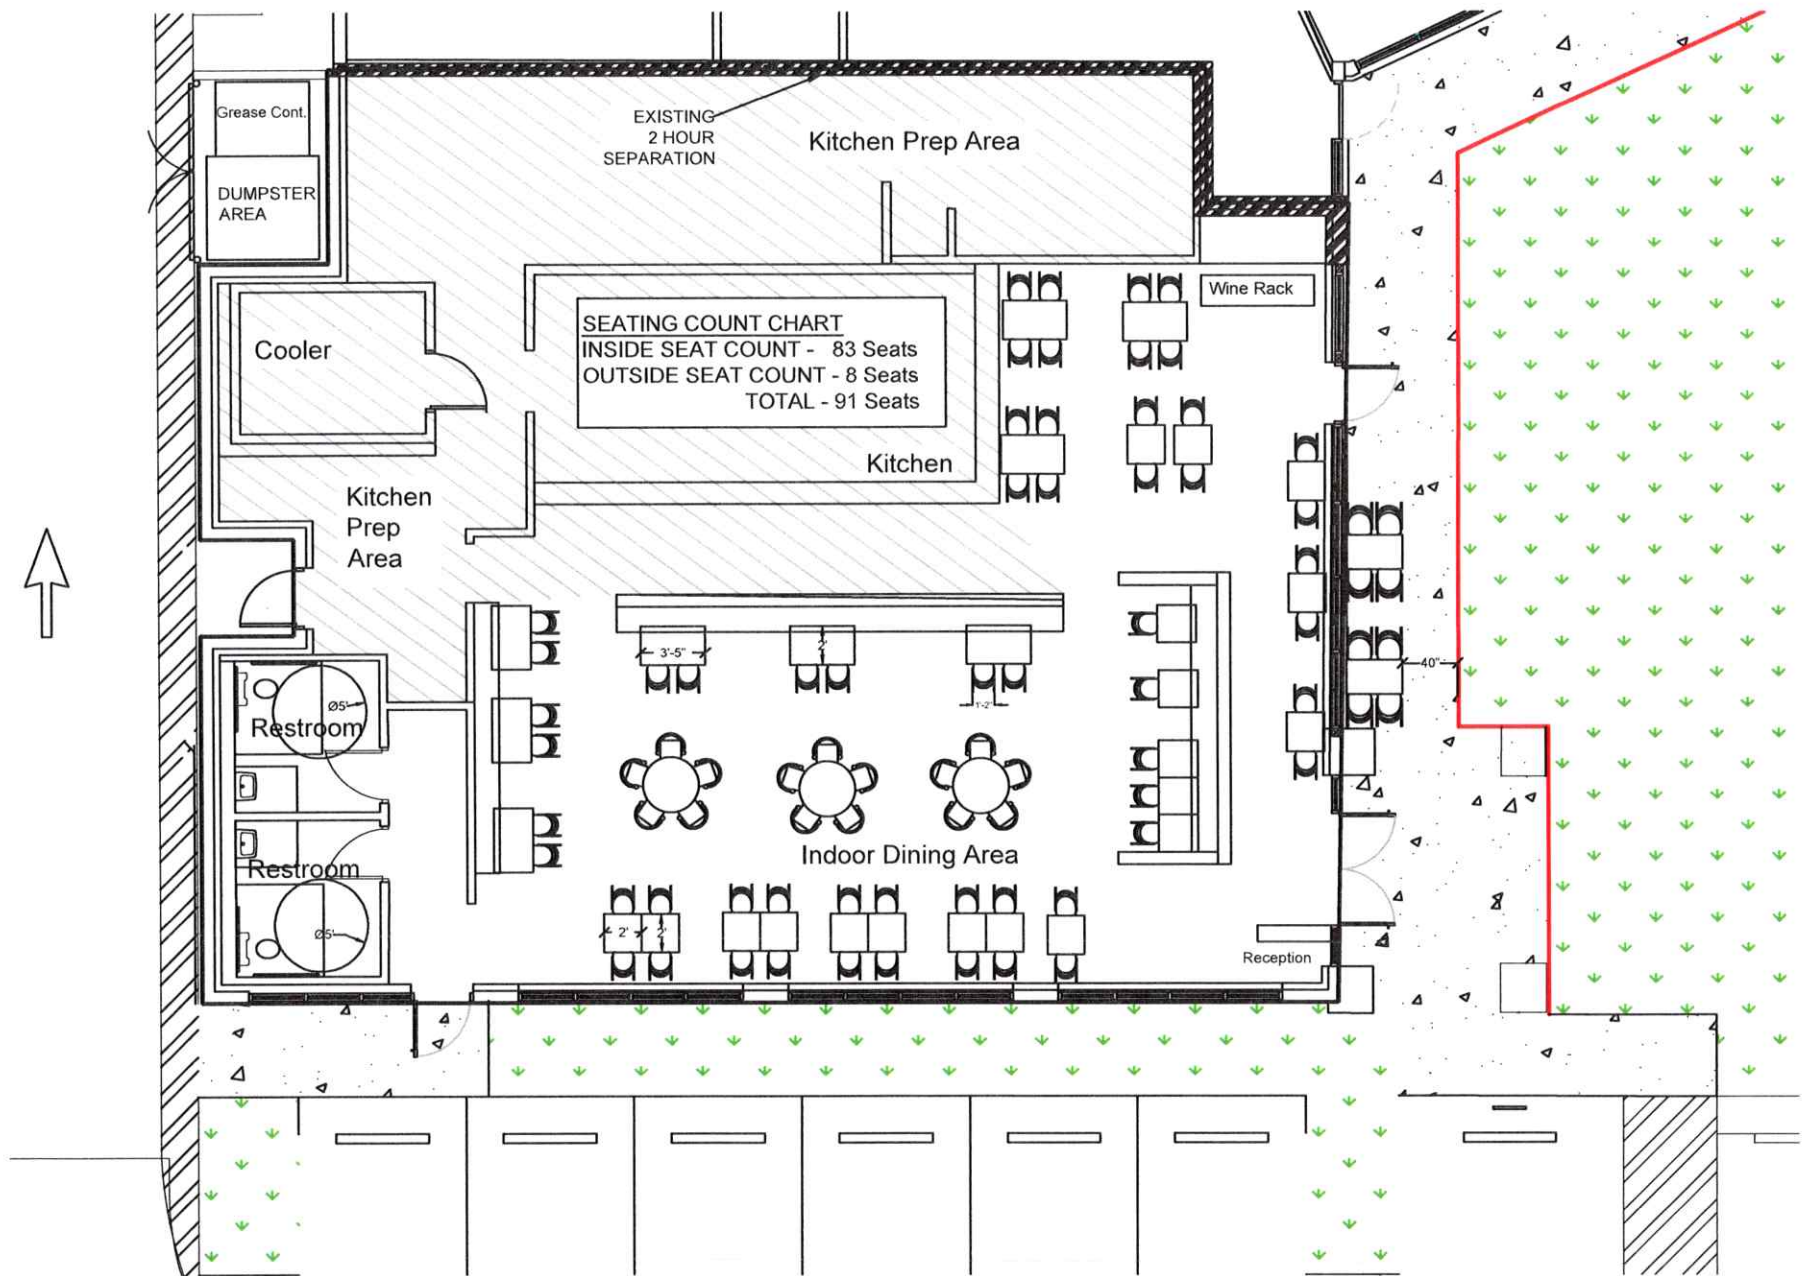 Grease Cont.
DUMPSTER
AREA
EXISTING
2 HOUR
SEPARATION
Kitchen Prep Area
Wine Rack
Cooler
SEATING COUNT CHART
INSIDE SEAT COUNT - 83 Seats
OUTSIDE SEAT COUNT - 8 Seats
TOTAL - 91 Seats
Kitchen
Kitchen
Prep
Area
3'-5"
2'
40"
1'-2"
Ø5'
Restroom
Restroom
Ø5'
Indoor Dining Area
2'
2'
Reception